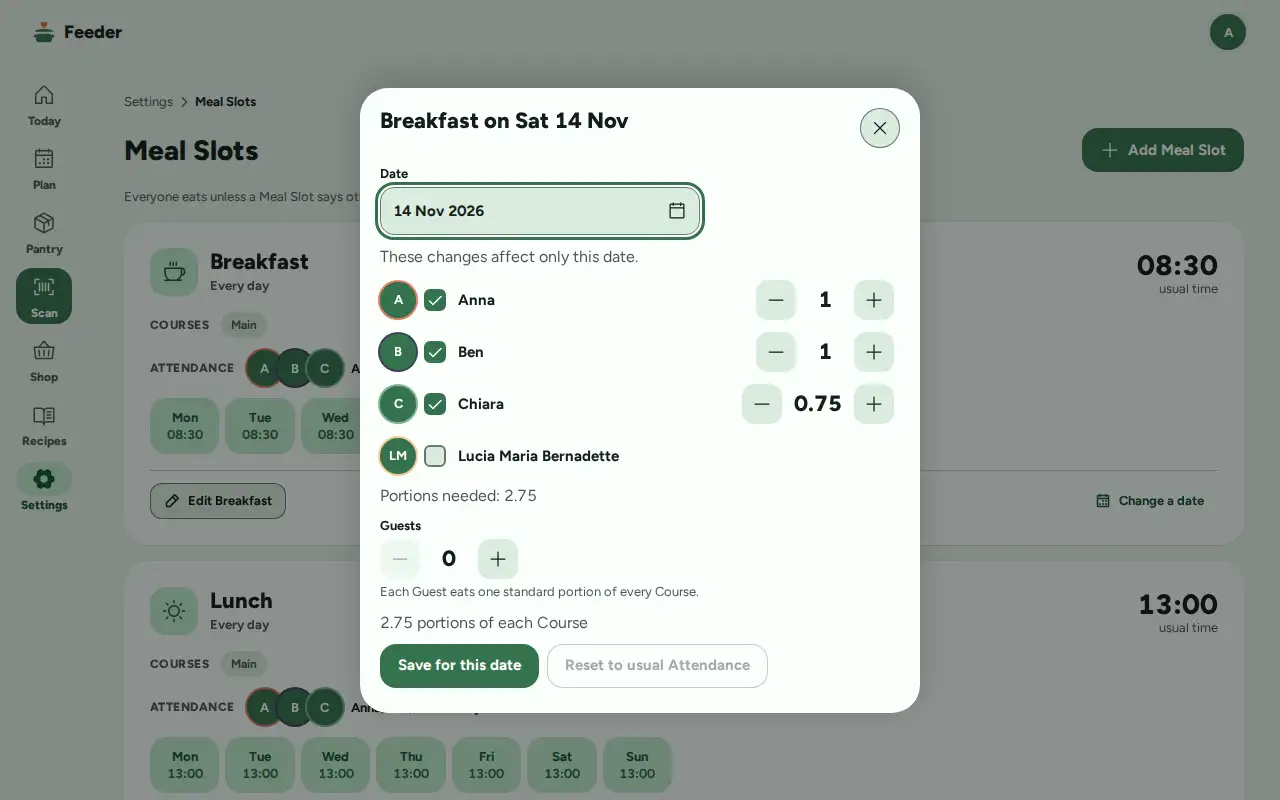 Feeder
A
Today
Plan
Pantry
Scan
Shop
Recipes
Settings
Settings > Meal Slots
Meal Slots
Add Meal Slot
Everyone eats unless a Meal Slot says
Breakfast
Every day
08:30
usual time
COURSES Main
ATTENDANCE A B C
Mon
08:30
Tue
08:30
Wed
08:30
Edit Breakfast
Change a date
Lunch
Every day
13:00
usual time
COURSES Main
ATTENDANCE A B C
Mon
13:00
Tue
13:00
Wed
13:00
Thu
13:00
Fri
13:00
Sat
13:00
Sun
13:00
Breakfast on Sat 14 Nov
Date
14 Nov 2026
These changes affect only this date.
A Anna 1
B Ben 1
C Chiara 0.75
LM Lucia Maria Bernadette
Portions needed: 2.75
Guests
0
Each Guest eats one standard portion of every Course.
2.75 portions of each Course
Save for this date
Reset to usual Attendance